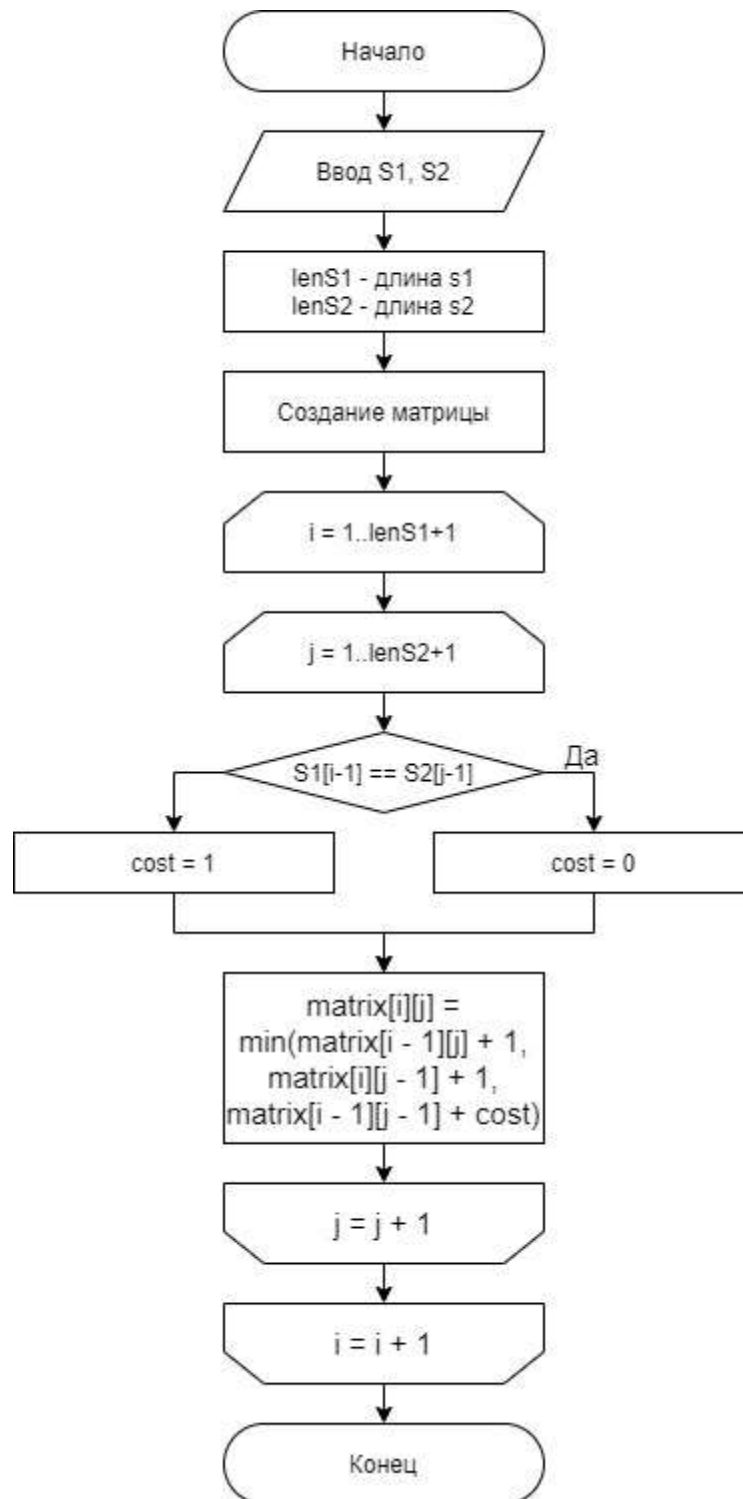 Начало
Ввод S1, S2
lenS1 - длина s1
lenS2 - длина s2
Создание матрицы
i = 1..lenS1+1
j = 1..lenS2+1
S1[i-1] == S2[j-1]
Да
cost = 1
cost = 0
matrix[i][j] =
min(matrix[i - 1][j] + 1,
matrix[i][j - 1] + 1,
matrix[i - 1][j - 1] + cost)
j = j + 1
i = i + 1
Конец